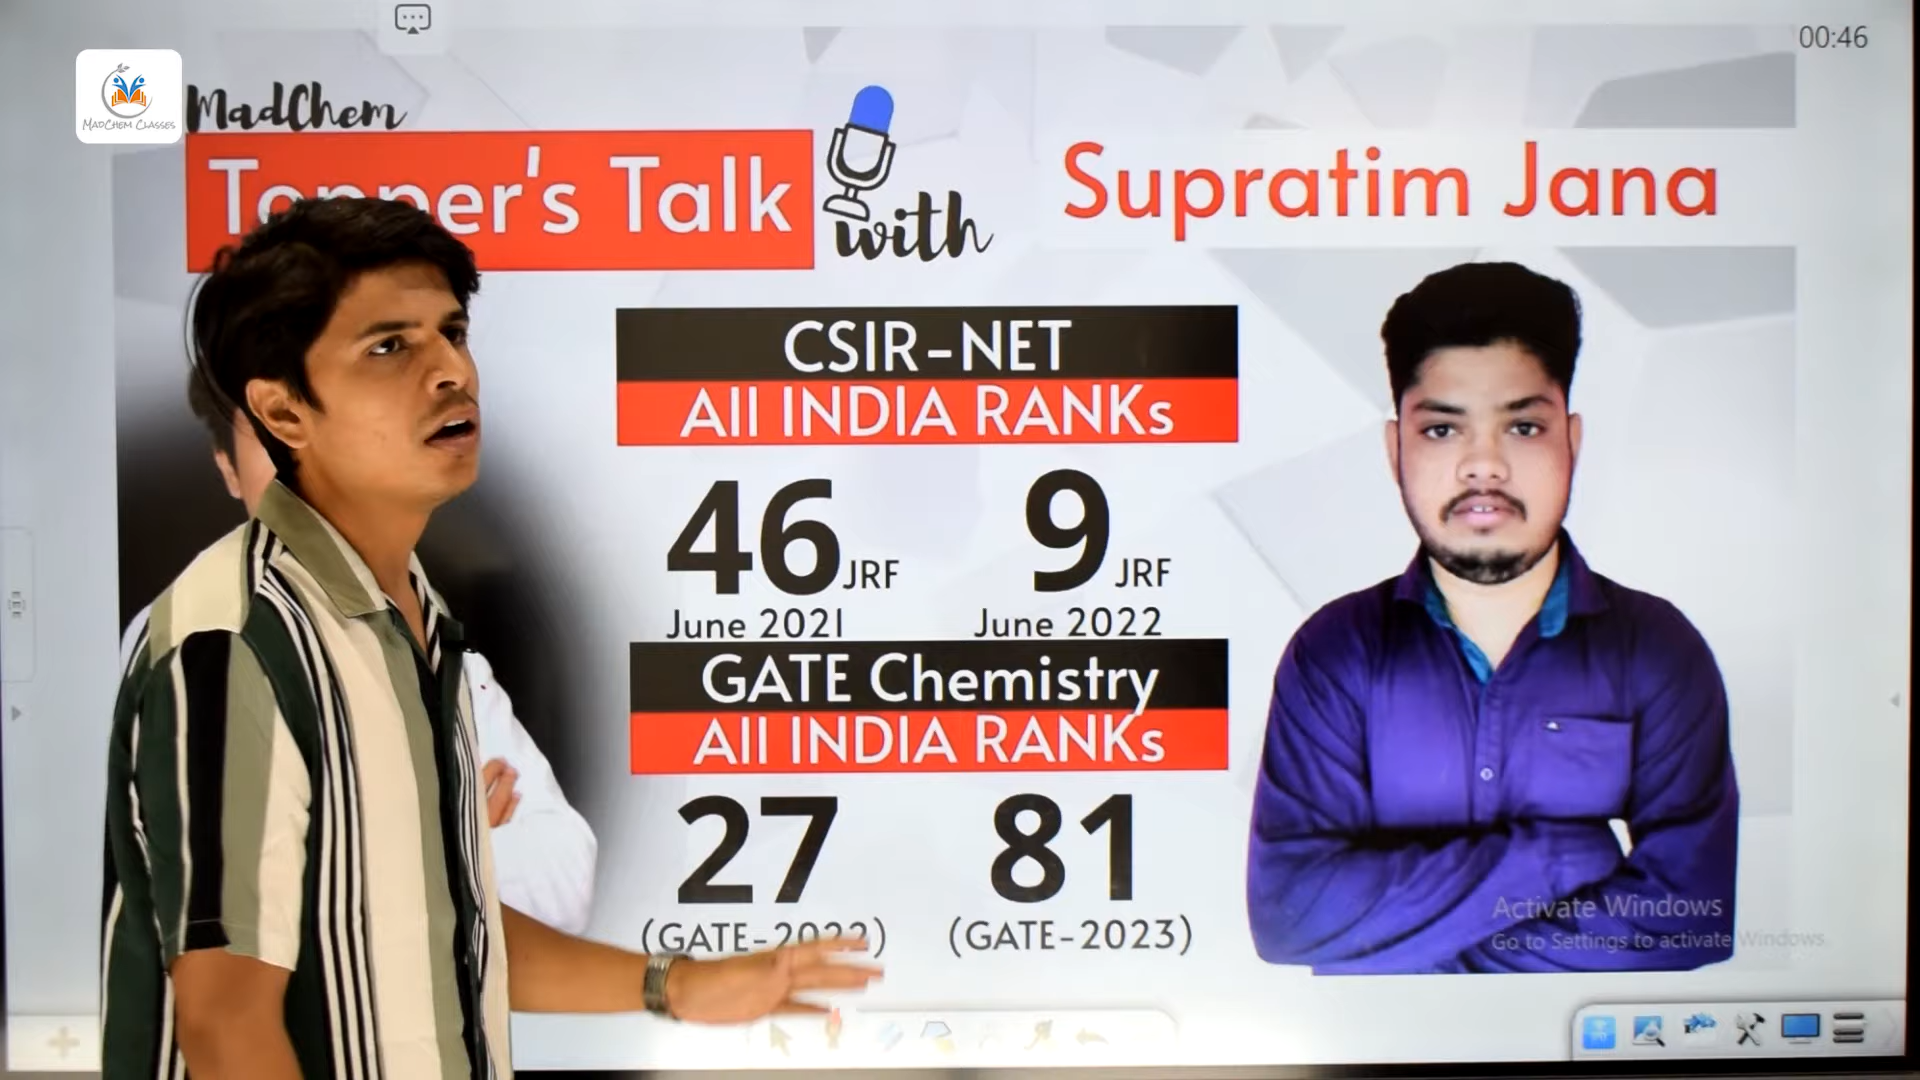 00:46
MADCHEM CLASSES
MadChem
Topper's Talk
with
Supratim Jana
CSIR-NET
All INDIA RANKs
46 JRF
June 2021
9 JRF
June 2022
GATE Chemistry
All INDIA RANKs
27
(GATE-2022)
81
(GATE-2023)
Activate Windows
Go to Settings to activate Windows.